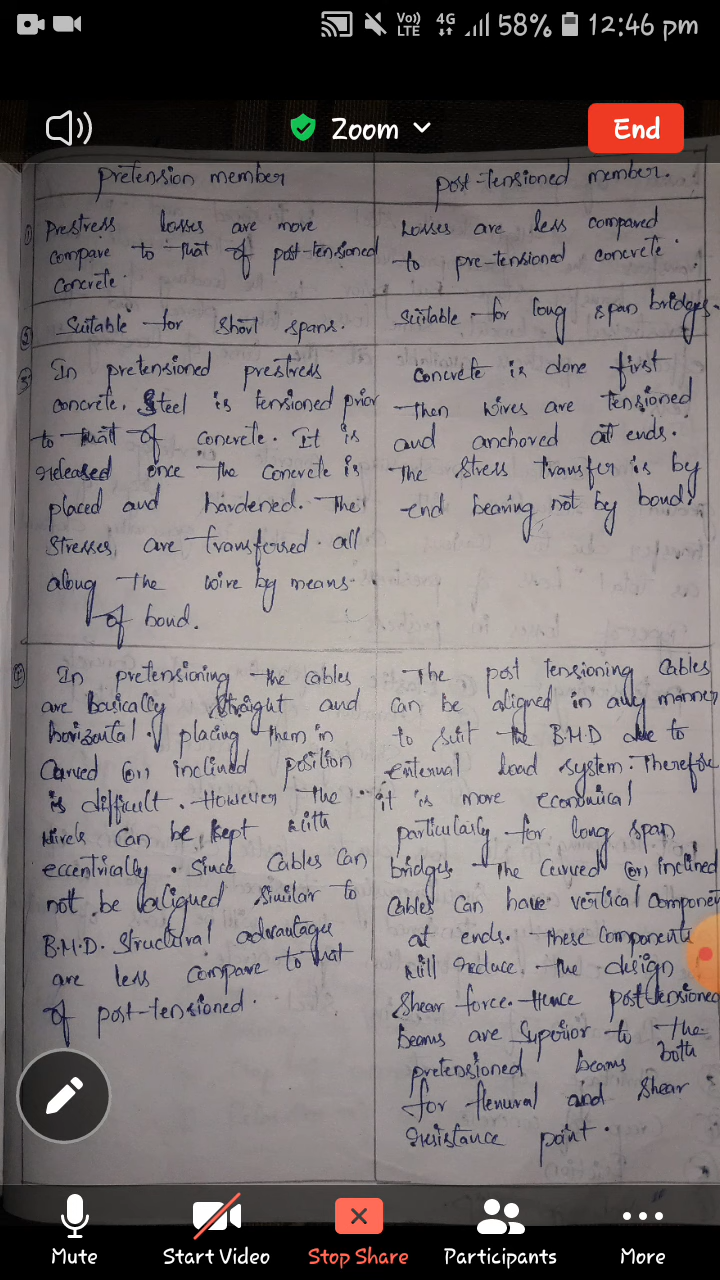 Vo))
LTE
4G
58%
12:46 pm
Zoom
End
pretension member
post-tensioned member.
① Prestress losses are more
compare to that of post-tensioned
concrete.
Losses are less compared
to pre-tensioned concrete.
② Suitable for short spans.
Suitable for long span bridges.
③ In pretensioned prestress
concrete. Steel is tensioned prior
to that of concrete. It is
released once the concrete is
placed and hardened. The
stresses are transferred all
along the wire by means
of bond.
Concrete is done first
then wires are tensioned
and anchored at ends.
The stress transfer is by
end bearing not by bond.
④ In pretensioning the cables
are basically straight and
horizontal. placing them in
curved (or) inclined position
is difficult. However the
wires can be kept with
eccentrically. Since cables can
not be aligned similar to
B.M.D. Structural advantages
are less compare to that
of post-tensioned.
The post tensioning cables
can be aligned in any manner
to suit the B.M.D due to
external load system. Therefore
it is more economical
particularly for long span
bridges. The curved (or) inclined
cables can have vertical componen
at ends. These components
will reduce the design
shear force. Hence post tensioned
beams are superior to the
pretensioned beams both
for flexural and shear
resistance point.
Mute
Start Video
Stop Share
Participants
More